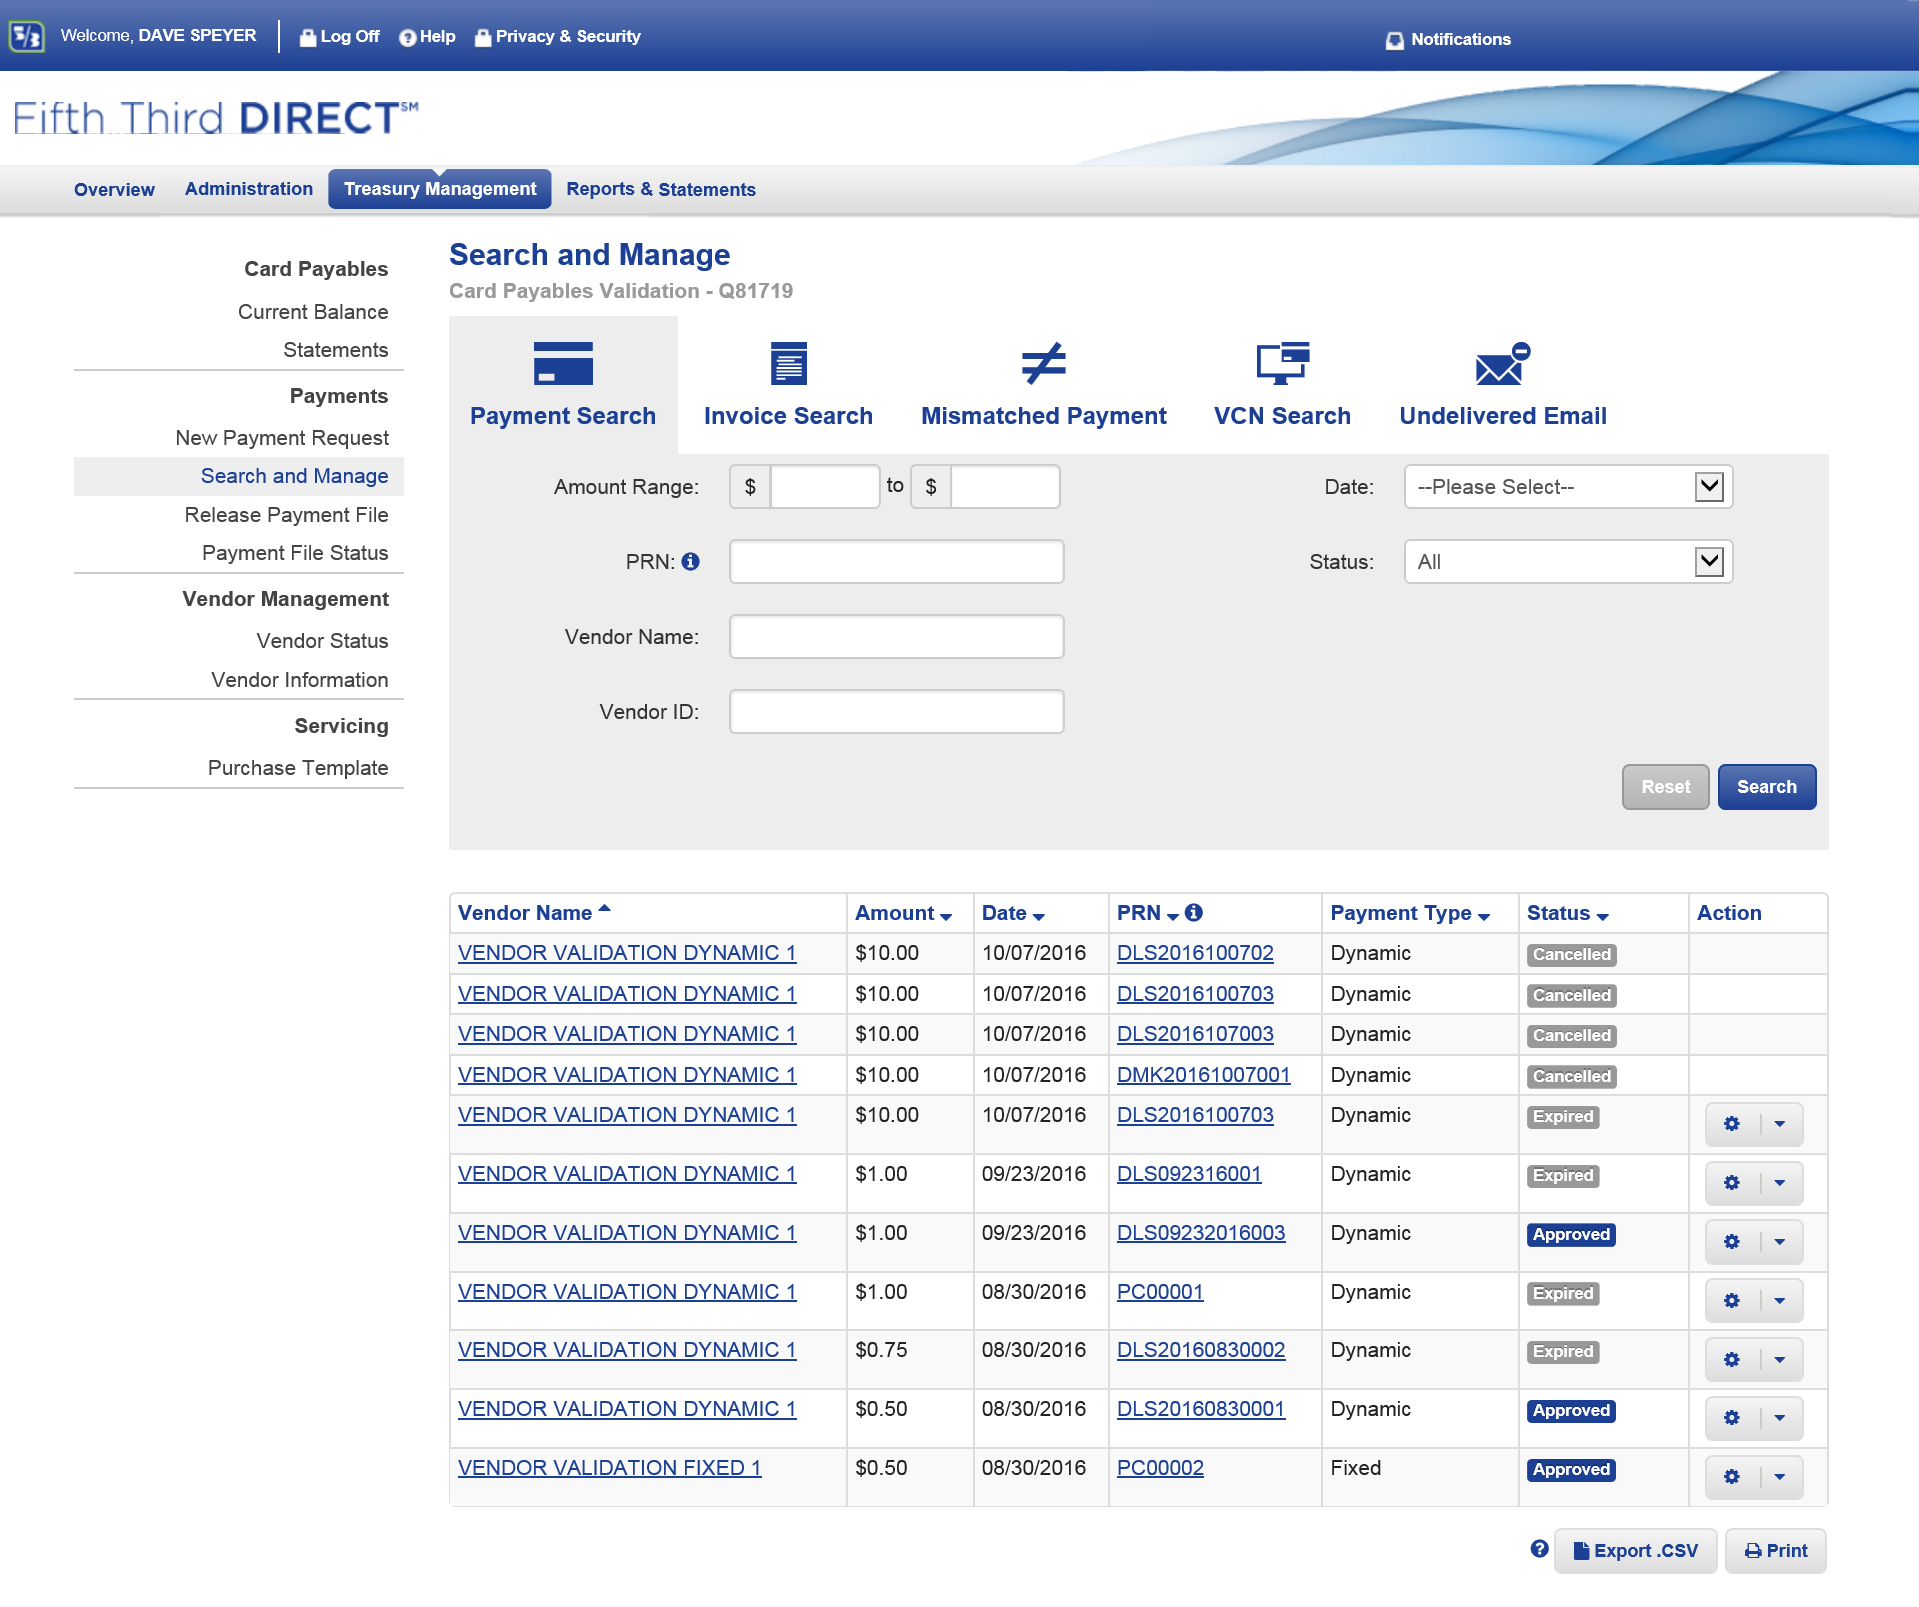 5/3 Welcome, DAVE SPEYER Log Off Help Privacy & Security Notifications
Fifth Third DIRECT℠
Overview Administration Treasury Management Reports & Statements
Card Payables
Current Balance
Statements
Payments
New Payment Request
Search and Manage
Release Payment File
Payment File Status
Vendor Management
Vendor Status
Vendor Information
Servicing
Purchase Template
Search and Manage
Card Payables Validation - Q81719
Payment Search Invoice Search Mismatched Payment VCN Search Undelivered Email
Amount Range: $ to $ Date: --Please Select--
PRN: Status: All
Vendor Name:
Vendor ID:
Reset Search
Vendor Name Amount Date PRN Payment Type Status Action
VENDOR VALIDATION DYNAMIC 1 $10.00 10/07/2016 DLS2016100702 Dynamic Cancelled
VENDOR VALIDATION DYNAMIC 1 $10.00 10/07/2016 DLS2016100703 Dynamic Cancelled
VENDOR VALIDATION DYNAMIC 1 $10.00 10/07/2016 DLS2016107003 Dynamic Cancelled
VENDOR VALIDATION DYNAMIC 1 $10.00 10/07/2016 DMK20161007001 Dynamic Cancelled
VENDOR VALIDATION DYNAMIC 1 $10.00 10/07/2016 DLS2016100703 Dynamic Expired
VENDOR VALIDATION DYNAMIC 1 $1.00 09/23/2016 DLS092316001 Dynamic Expired
VENDOR VALIDATION DYNAMIC 1 $1.00 09/23/2016 DLS09232016003 Dynamic Approved
VENDOR VALIDATION DYNAMIC 1 $1.00 08/30/2016 PC00001 Dynamic Expired
VENDOR VALIDATION DYNAMIC 1 $0.75 08/30/2016 DLS20160830002 Dynamic Expired
VENDOR VALIDATION DYNAMIC 1 $0.50 08/30/2016 DLS20160830001 Dynamic Approved
VENDOR VALIDATION FIXED 1 $0.50 08/30/2016 PC00002 Fixed Approved
Export .CSV Print